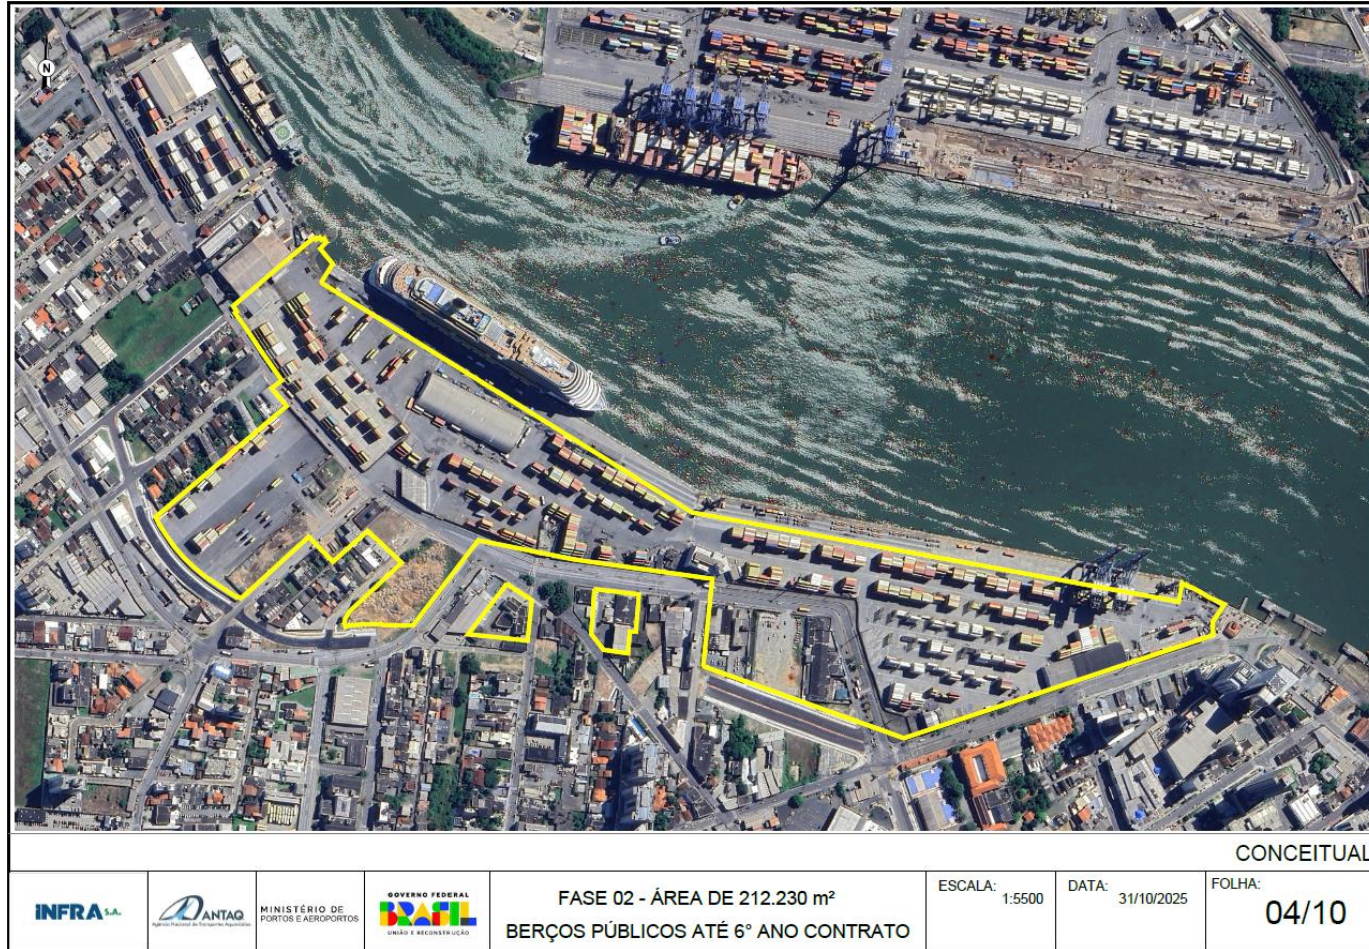 N
CONCEITUAL
INFRA S.A.
ANTAQ
Agência Nacional de Transportes Aquaviários
MINISTÉRIO DE
PORTOS E AEROPORTOS
GOVERNO FEDERAL
BRASIL
UNIÃO E RECONSTRUÇÃO
FASE 02 - ÁREA DE 212.230 m²
BERÇOS PÚBLICOS ATÉ 6° ANO CONTRATO
ESCALA:
1:5500
DATA:
31/10/2025
FOLHA:
04/10